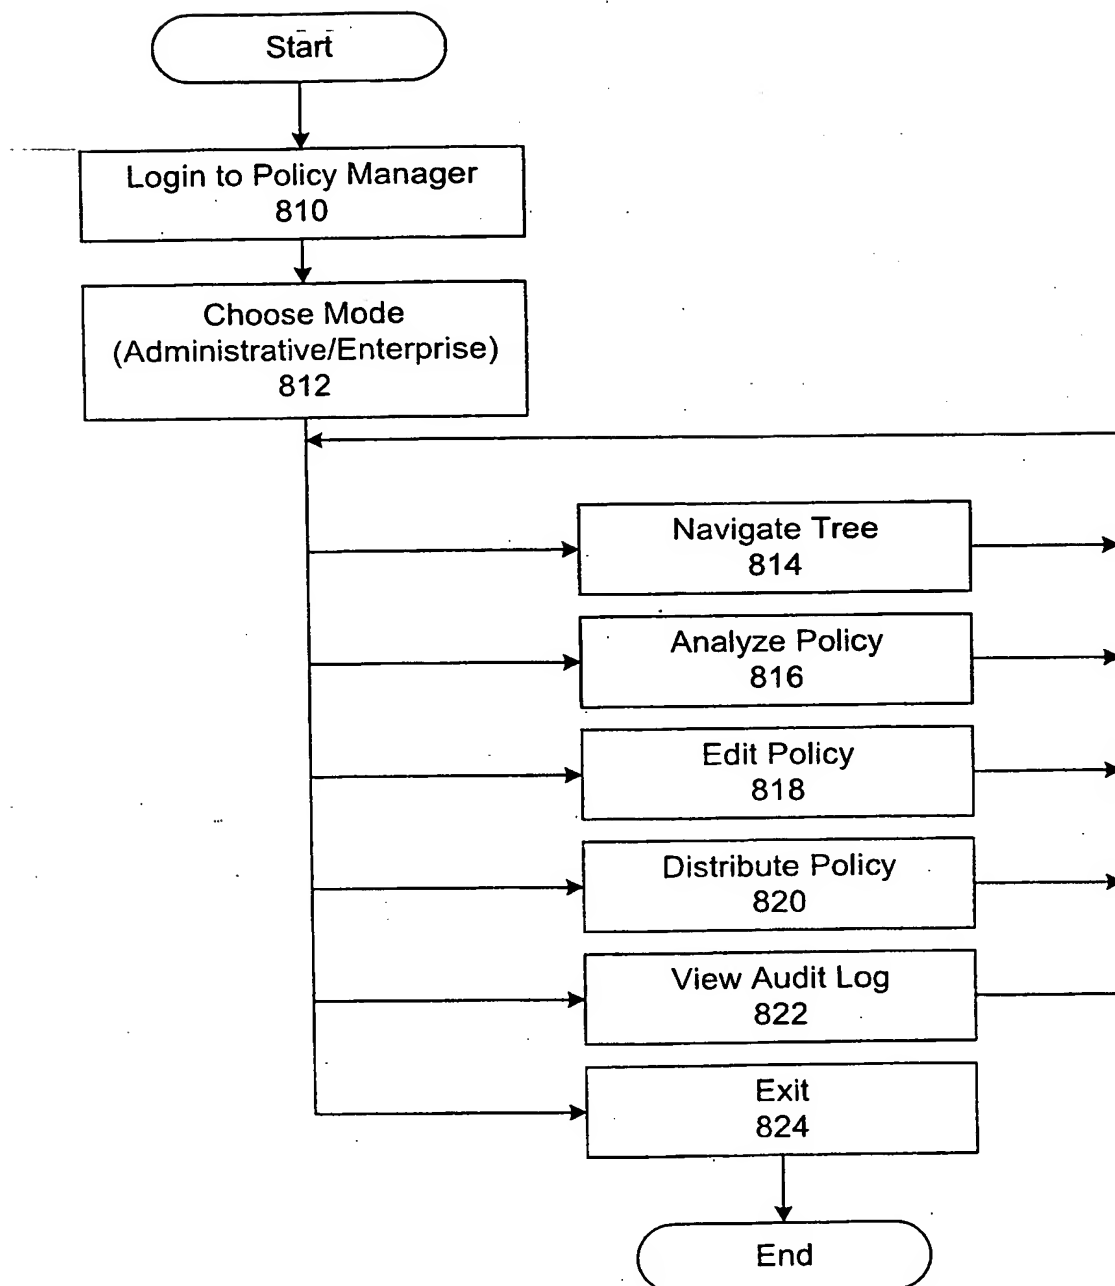 Start
Login to Policy Manager
810
Choose Mode
(Administrative/Enterprise)
812
Navigate Tree
814
Analyze Policy
816
Edit Policy
818
Distribute Policy
820
View Audit Log
822
Exit
824
End